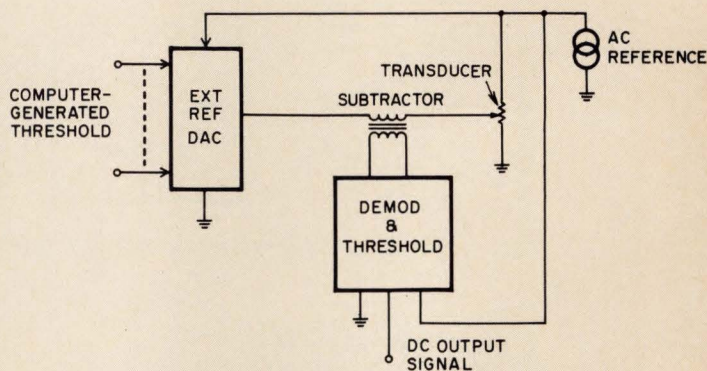 COMPUTER-
GENERATED
THRESHOLD
EXT
REF
DAC
SUBTRACTOR
TRANSDUCER
AC
REFERENCE
DEMOD
&
THRESHOLD
DC OUTPUT
SIGNAL